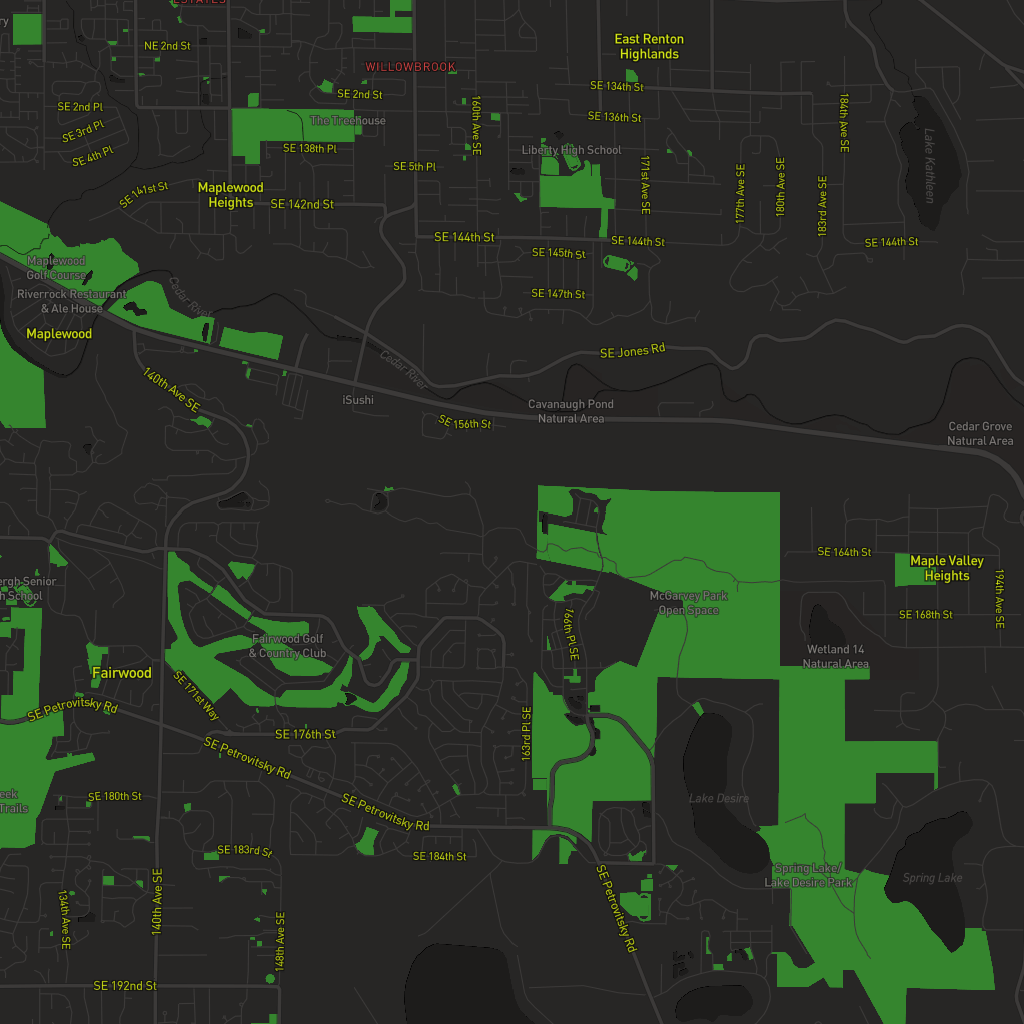 ESTATES
NE 2nd St
East Renton
Highlands
WILLOWBROOK
SE 134th St
SE 2nd St
SE 2nd Pl
160th Ave SE
184th Ave SE
SE 136th St
The Treehouse
SE 3rd Pl
SE 4th Pl
SE 138th Pl
Liberty High School
SE 5th Pl
171st Ave SE
177th Ave SE
180th Ave SE
183rd Ave SE
Lake Kathleen
SE 141st St
Maplewood
Heights
SE 142nd St
SE 144th St
SE 144th St
SE 144th St
SE 145th St
Maplewood
Golf Course
Riverrock Restaurant
& Ale House
Cedar River
SE 147th St
Maplewood
SE Jones Rd
Cedar River
140th Ave SE
iSushi
Cavanaugh Pond
Natural Area
SE 156th St
Cedar Grove
Natural Area
SE 164th St
Maple Valley
Heights
194th Ave SE
ergh Senior
h School
McGarvey Park
Open Space
SE 168th St
166th Pl SE
Fairwood Golf
& Country Club
Wetland 14
Natural Area
Fairwood
SE 171st Way
SE Petrovitsky Rd
163rd Pl SE
SE 176th St
SE Petrovitsky Rd
eek
Trails
SE 180th St
SE Petrovitsky Rd
Lake Desire
SE 183rd St
SE 184th St
Spring Lake/
Lake Desire Park
Spring Lake
134th Ave SE
140th Ave SE
148th Ave SE
SE Petrovitsky Rd
SE 192nd St